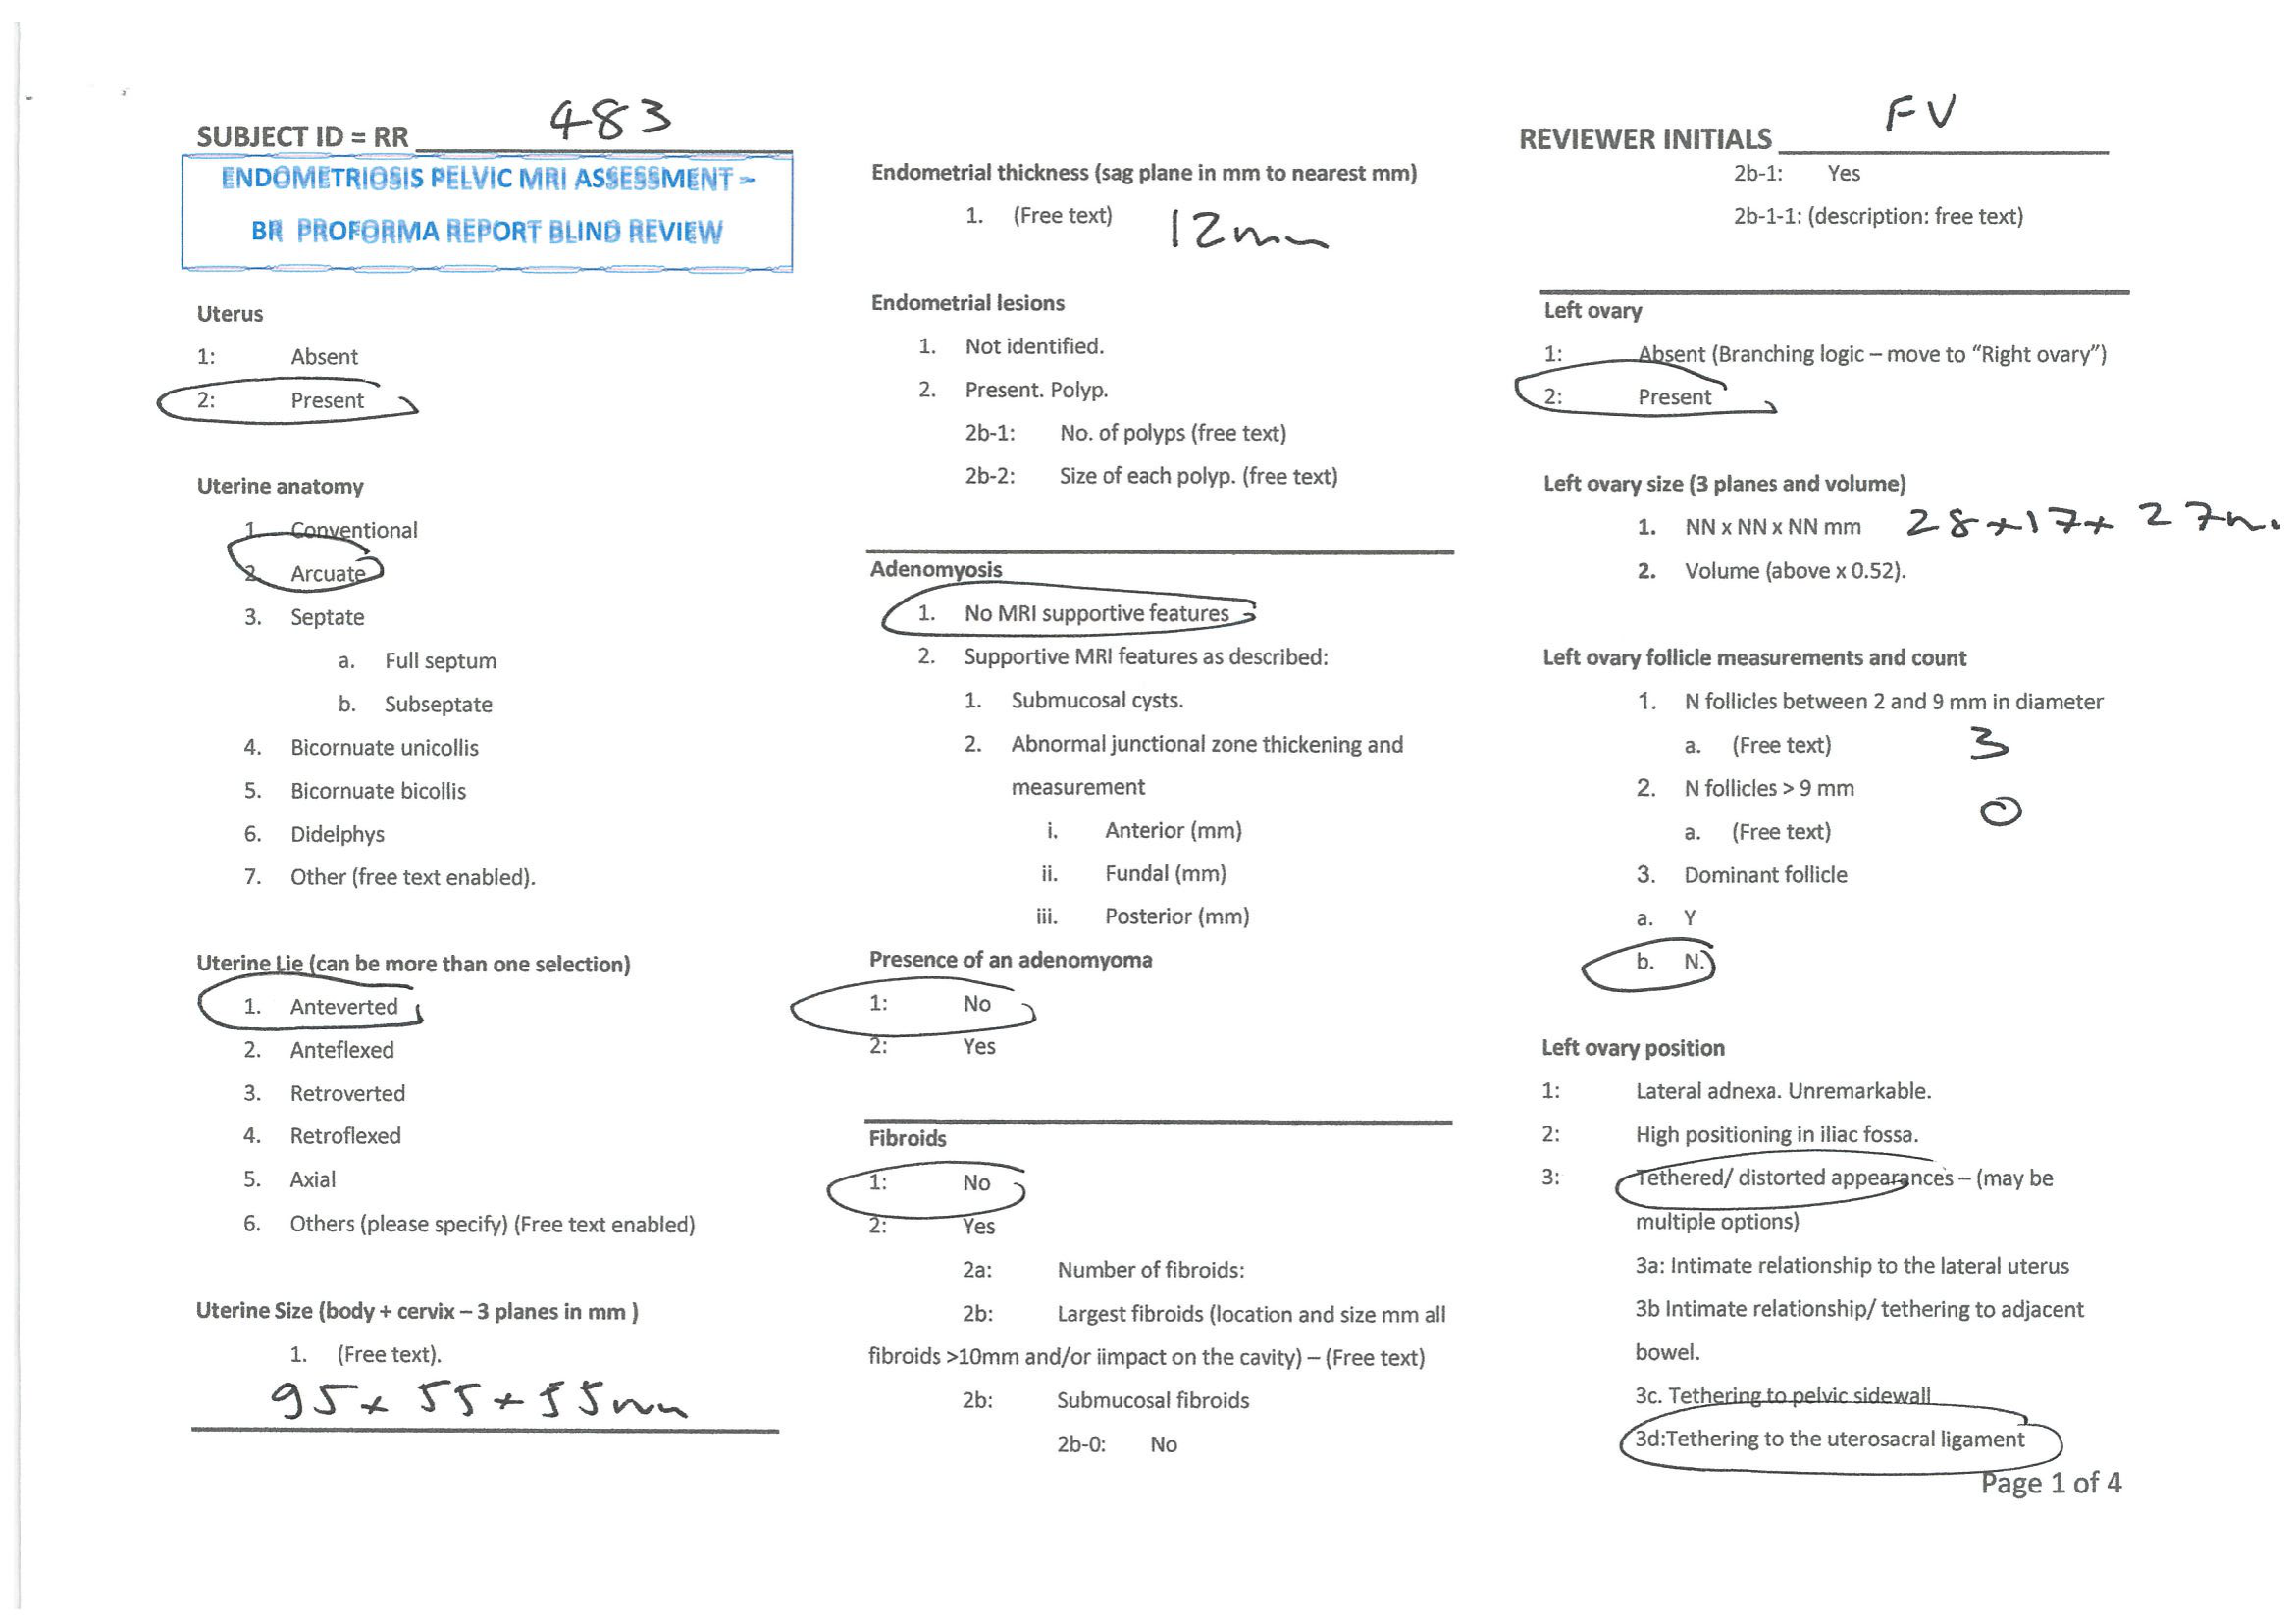 SUBJECT ID = RR 483
ENDOMETRIOSIS PELVIC MRI ASSESSMENT –
BR PROFORMA REPORT BLIND REVIEW
Uterus
1: Absent
2: Present
Uterine anatomy
1. Conventional
2. Arcuate
3. Septate
a. Full septum
b. Subseptate
4. Bicornuate unicollis
5. Bicornuate bicollis
6. Didelphys
7. Other (free text enabled).
Uterine Lie (can be more than one selection)
1. Anteverted
2. Anteflexed
3. Retroverted
4. Retroflexed
5. Axial
6. Others (please specify) (Free text enabled)
Uterine Size (body + cervix – 3 planes in mm )
1. (Free text).
95 x 55 x 55mm
Endometrial thickness (sag plane in mm to nearest mm)
1. (Free text) 12mm
Endometrial lesions
1. Not identified.
2. Present. Polyp.
2b-1: No. of polyps (free text)
2b-2: Size of each polyp. (free text)
Adenomyosis
1. No MRI supportive features
2. Supportive MRI features as described:
1. Submucosal cysts.
2. Abnormal junctional zone thickening and
measurement
i. Anterior (mm)
ii. Fundal (mm)
iii. Posterior (mm)
Presence of an adenomyoma
1: No
2: Yes
Fibroids
1: No
2: Yes
2a: Number of fibroids:
2b: Largest fibroids (location and size mm all
fibroids >10mm and/or iimpact on the cavity) – (Free text)
2b: Submucosal fibroids
2b-0: No
REVIEWER INITIALS FV
2b-1: Yes
2b-1-1: (description: free text)
Left ovary
1: Absent (Branching logic – move to “Right ovary”)
2: Present
Left ovary size (3 planes and volume)
1. NN x NN x NN mm 28 x 17 x 27m.
2. Volume (above x 0.52).
Left ovary follicle measurements and count
1. N follicles between 2 and 9 mm in diameter
a. (Free text) 3
2. N follicles > 9 mm
0
a. (Free text)
3. Dominant follicle
a. Y
b. N.
Left ovary position
1: Lateral adnexa. Unremarkable.
2: High positioning in iliac fossa.
3: Tethered/ distorted appearances – (may be
multiple options)
3a: Intimate relationship to the lateral uterus
3b Intimate relationship/ tethering to adjacent
bowel.
3c. Tethering to pelvic sidewall
3d:Tethering to the uterosacral ligament
Page 1 of 4